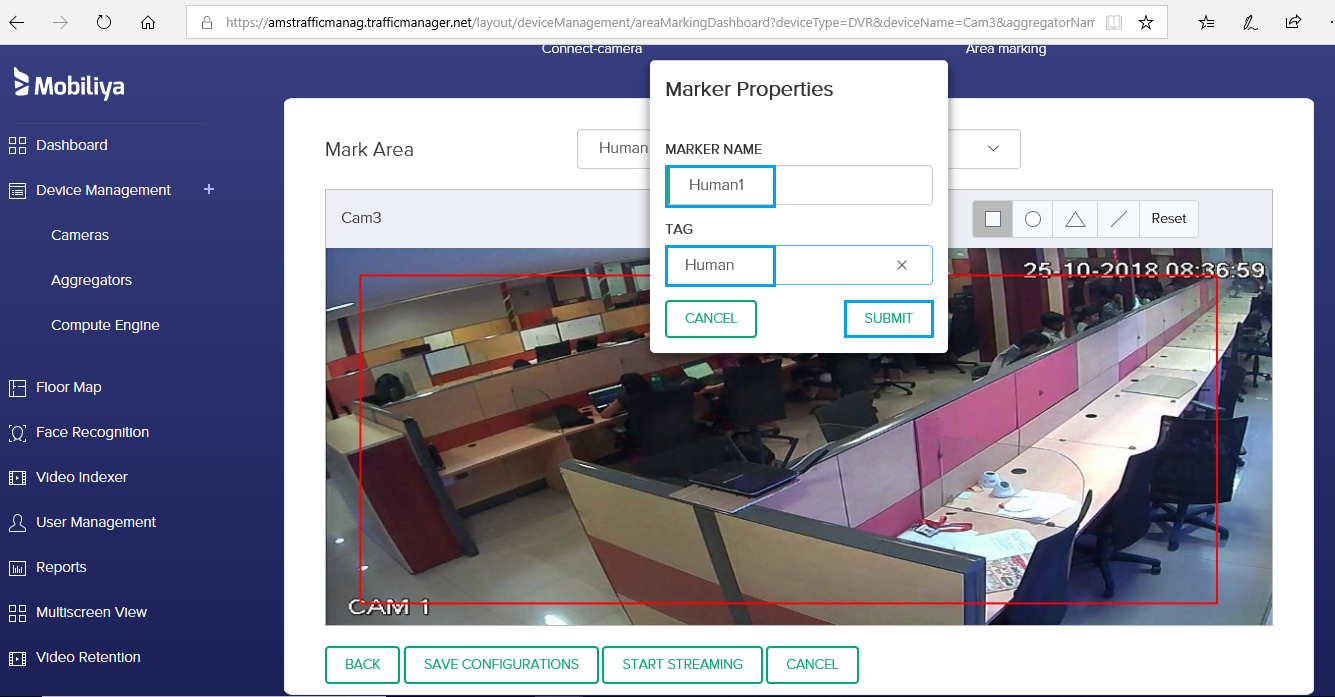 https://amstrafficmanag.trafficmanager.net/layout/deviceManagement/areaMarkingDashboard?deviceType=DVR&deviceName=Cam3&aggregatorNam
Connect-camera
Area marking
Mobiliya
Dashboard
Device Management +
Cameras
Aggregators
Compute Engine
Floor Map
Face Recognition
Video Indexer
User Management
Reports
Multiscreen View
Video Retention
Mark Area
Human
Marker Properties
MARKER NAME
Human1
TAG
Human
CANCEL
SUBMIT
Cam3
Reset
25-10-2018 08:36:59
CAM 1
BACK
SAVE CONFIGURATIONS
START STREAMING
CANCEL